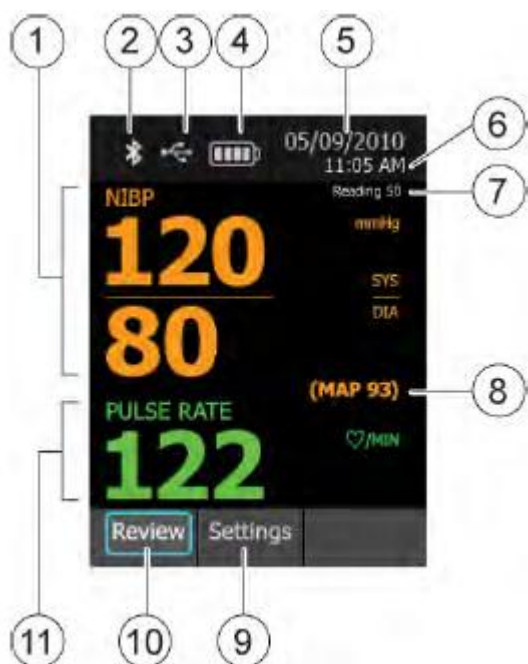 1 2 3 4 5
6
7
8
9
10
11
05/09/2010
11:05 AM
Reading 50
NIBP
mmHg
120
SYS
DIA
80
(MAP 93)
PULSE RATE
♡/MIN
122
Review Settings